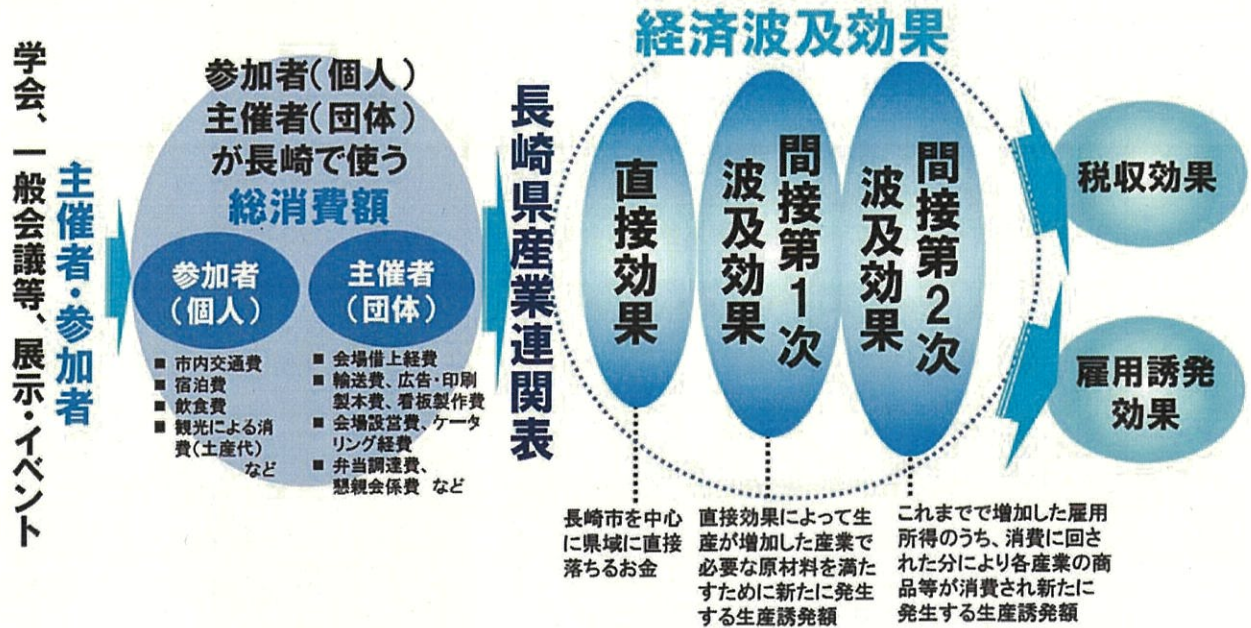 学会、一般会議等、展示・イベント
主催者・参加者
参加者(個人)
主催者(団体)
が長崎で使う
総消費額
参加者
(個人)
■ 市内交通費
■ 宿泊費
■ 飲食費
■ 観光による消
費(土産代)
など
主催者
(団体)
■ 会場借上経費
■ 輸送費、広告・印刷
製本費、看板製作費
■ 会場設営費、ケータ
リング経費
■ 弁当調達費、
懇親会係費 など
長崎県産業連関表
経済波及効果
直接効果
間接第1次
波及効果
間接第2次
波及効果
長崎市を中心
に県域に直接
落ちるお金
直接効果によって生
産が増加した産業で
必要な原材料を満た
すために新たに発生
する生産誘発額
これまでで増加した雇用
所得のうち、消費に回さ
れた分により各産業の商
品等が消費され新たに
発生する生産誘発額
税収効果
雇用誘発
効果